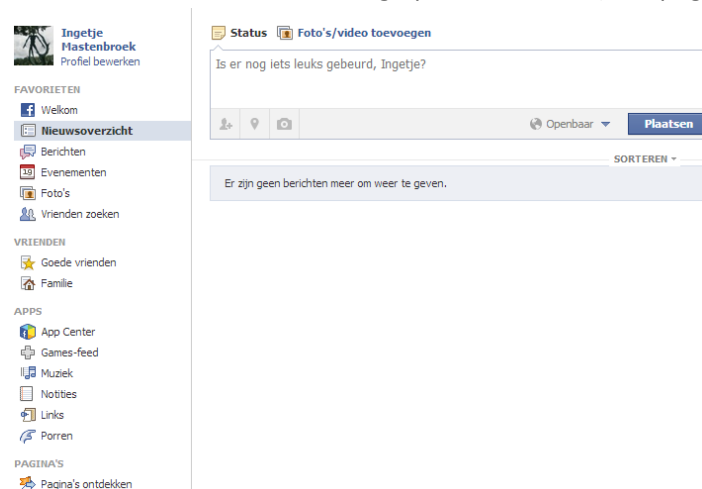 Ingetje
Mastenbroek
Profiel bewerken
FAVORIETEN
Welkom
Nieuwsoverzicht
Berichten
19 Evenementen
Foto's
Vrienden zoeken
VRIENDEN
Goede vrienden
Familie
APPS
App Center
Games-feed
Muziek
Notities
Links
Porren
PAGINA'S
Pagina's ontdekken
Status Foto's/video toevoegen
Is er nog iets leuks gebeurd, Ingetje?
Openbaar Plaatsen
SORTEREN
Er zijn geen berichten meer om weer te geven.